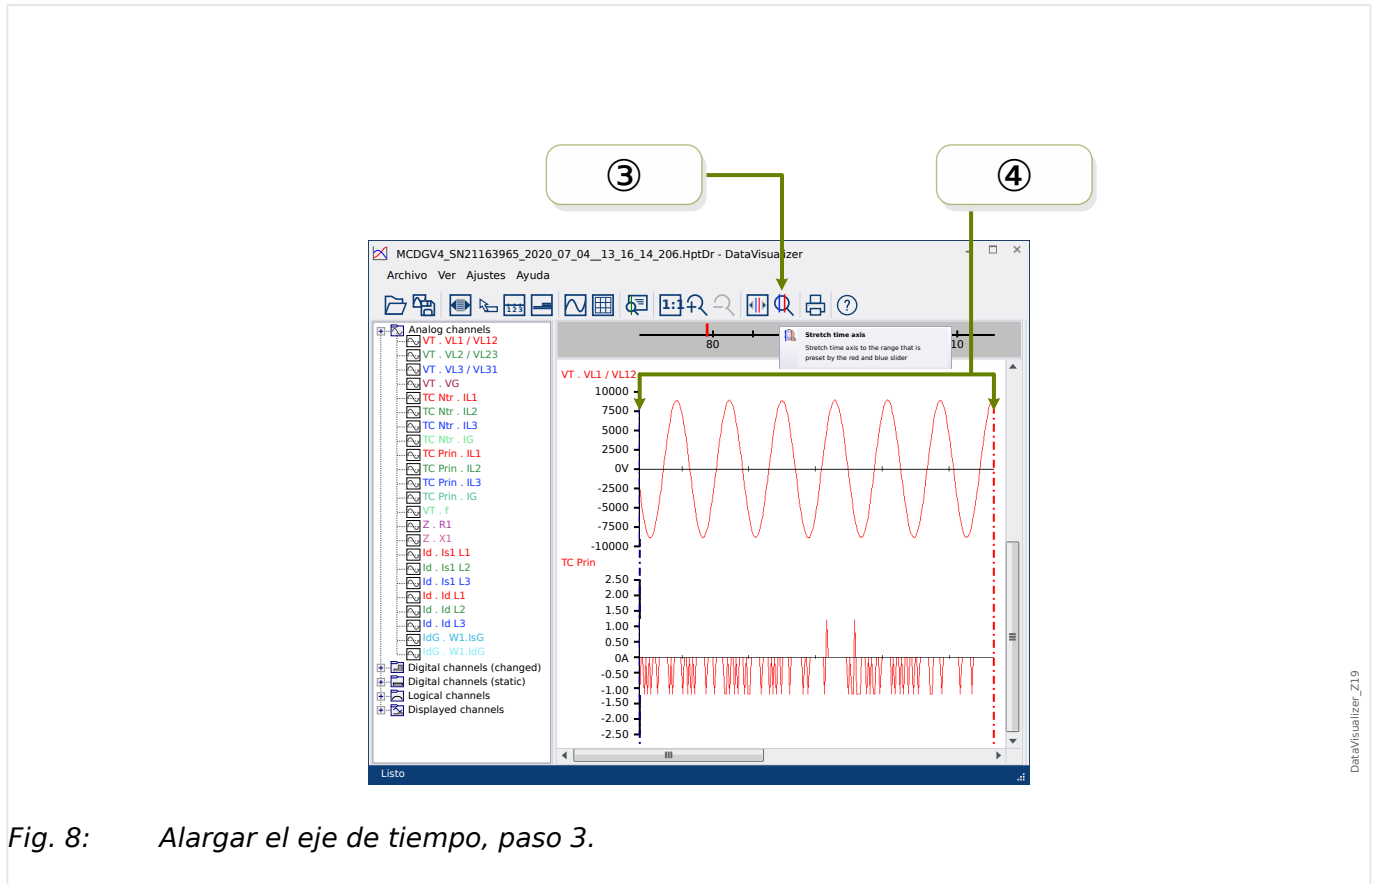 ③
④
MCDGV4_SN21163965_2020_07_04__13_16_14_206.HptDr - DataVisualizer
Archivo Ver Ajustes Ayuda
1 2 3
1:1
?
Analog channels
VT . VL1 / VL12
VT . VL2 / VL23
VT . VL3 / VL31
VT . VG
TC Ntr . IL1
TC Ntr . IL2
TC Ntr . IL3
TC Ntr . IG
TC Prin . IL1
TC Prin . IL2
TC Prin . IL3
TC Prin . IG
VT . f
Z . R1
Z . X1
Id . Is1 L1
Id . Is1 L2
Id . Is1 L3
Id . Id L1
Id . Id L2
Id . Id L3
IdG . W1.IsG
IdG . W1.IdG
Digital channels (changed)
Digital channels (static)
Logical channels
Displayed channels
80
10
Stretch time axis
Stretch time axis to the range that is
preset by the red and blue slider
VT . VL1 / VL12
10000
7500
5000
2500
0V
-2500
-5000
-7500
-10000
TC Prin
2.50
2.00
1.50
1.00
0.50
0A
-0.50
-1.00
-1.50
-2.00
-2.50
Listo
DataVisualizer_Z19
Fig. 8: Alargar el eje de tiempo, paso 3.